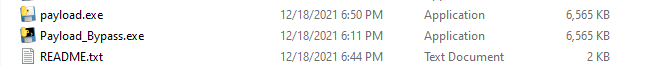 payload.exe 12/18/2021 6:50 PM Application 6,565 KB
Payload_Bypass.exe 12/18/2021 6:11 PM Application 6,565 KB
README.txt 12/18/2021 6:44 PM Text Document 2 KB